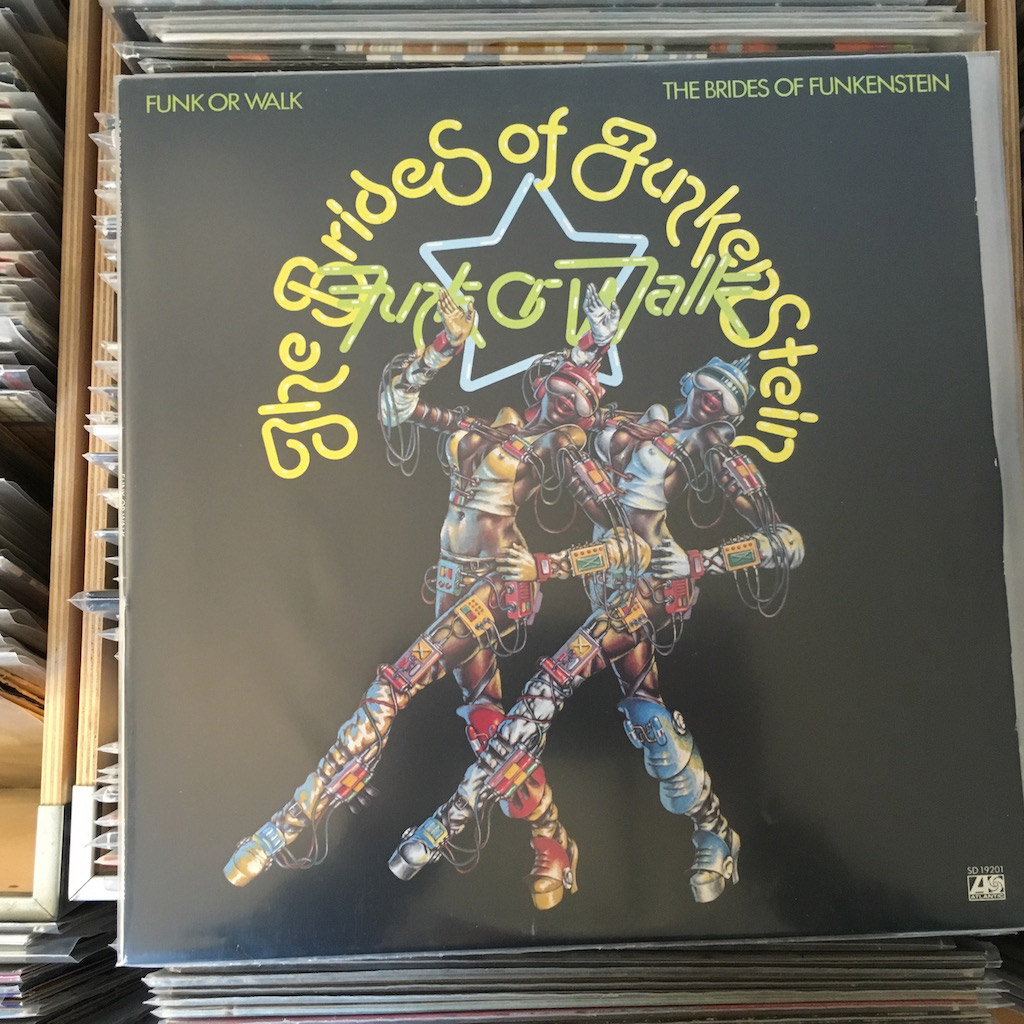 FUNK OR WALK
THE BRIDES OF FUNKENSTEIN
The Brides of Funkenstein
Funk Or Walk
SD 19201
ATLANTIC